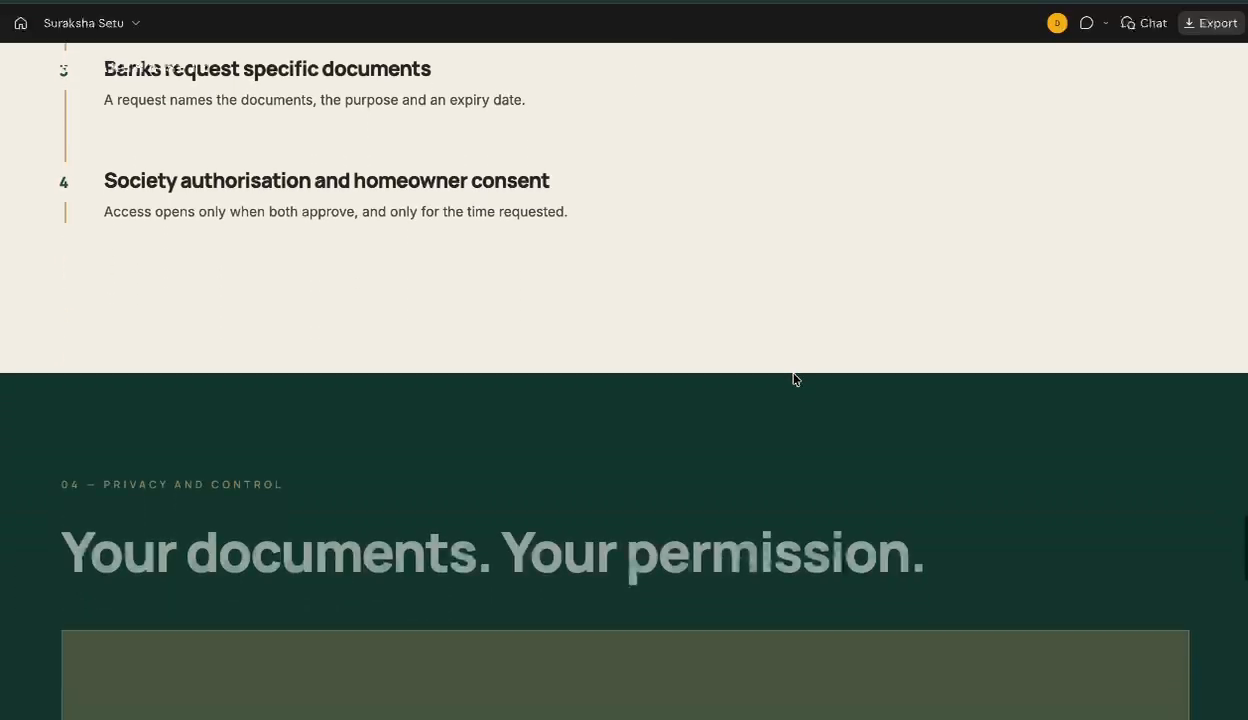 Suraksha Setu
D
Chat
Export
3
Banks request specific documents
A request names the documents, the purpose and an expiry date.
4
Society authorisation and homeowner consent
Access opens only when both approve, and only for the time requested.
04 — PRIVACY AND CONTROL
Your documents. Your permission.